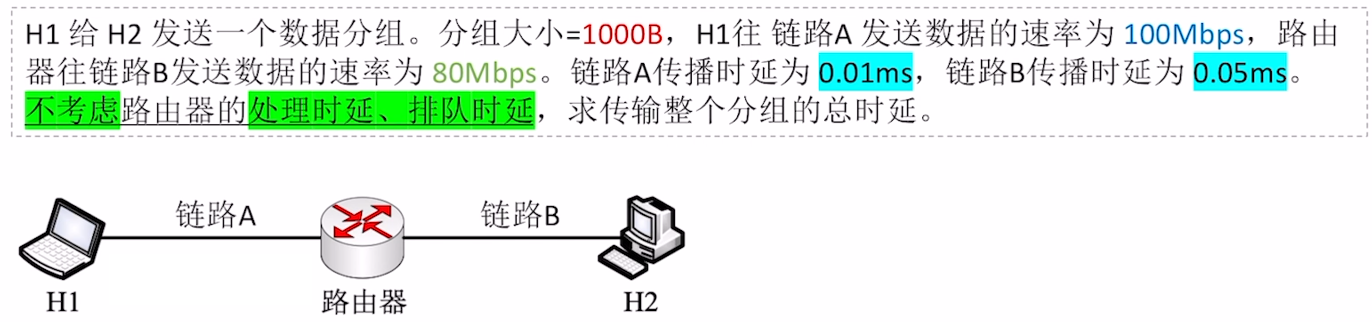 H1 给 H2 发送一个数据分组。分组大小=1000B，H1往 链路A 发送数据的速率为 100Mbps，路由
器往链路B发送数据的速率为 80Mbps。链路A传播时延为 0.01ms，链路B传播时延为 0.05ms。
不考虑路由器的处理时延、排队时延，求传输整个分组的总时延。
链路A 链路B
H1 路由器 H2